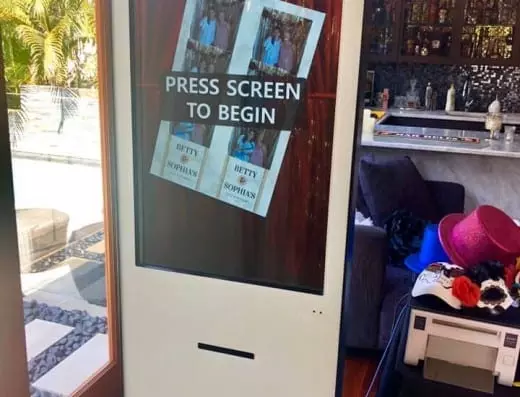 PRESS SCREEN
TO BEGIN
BETTY
&
SOPHIA'S
BETTY
&
SOPHIA'S